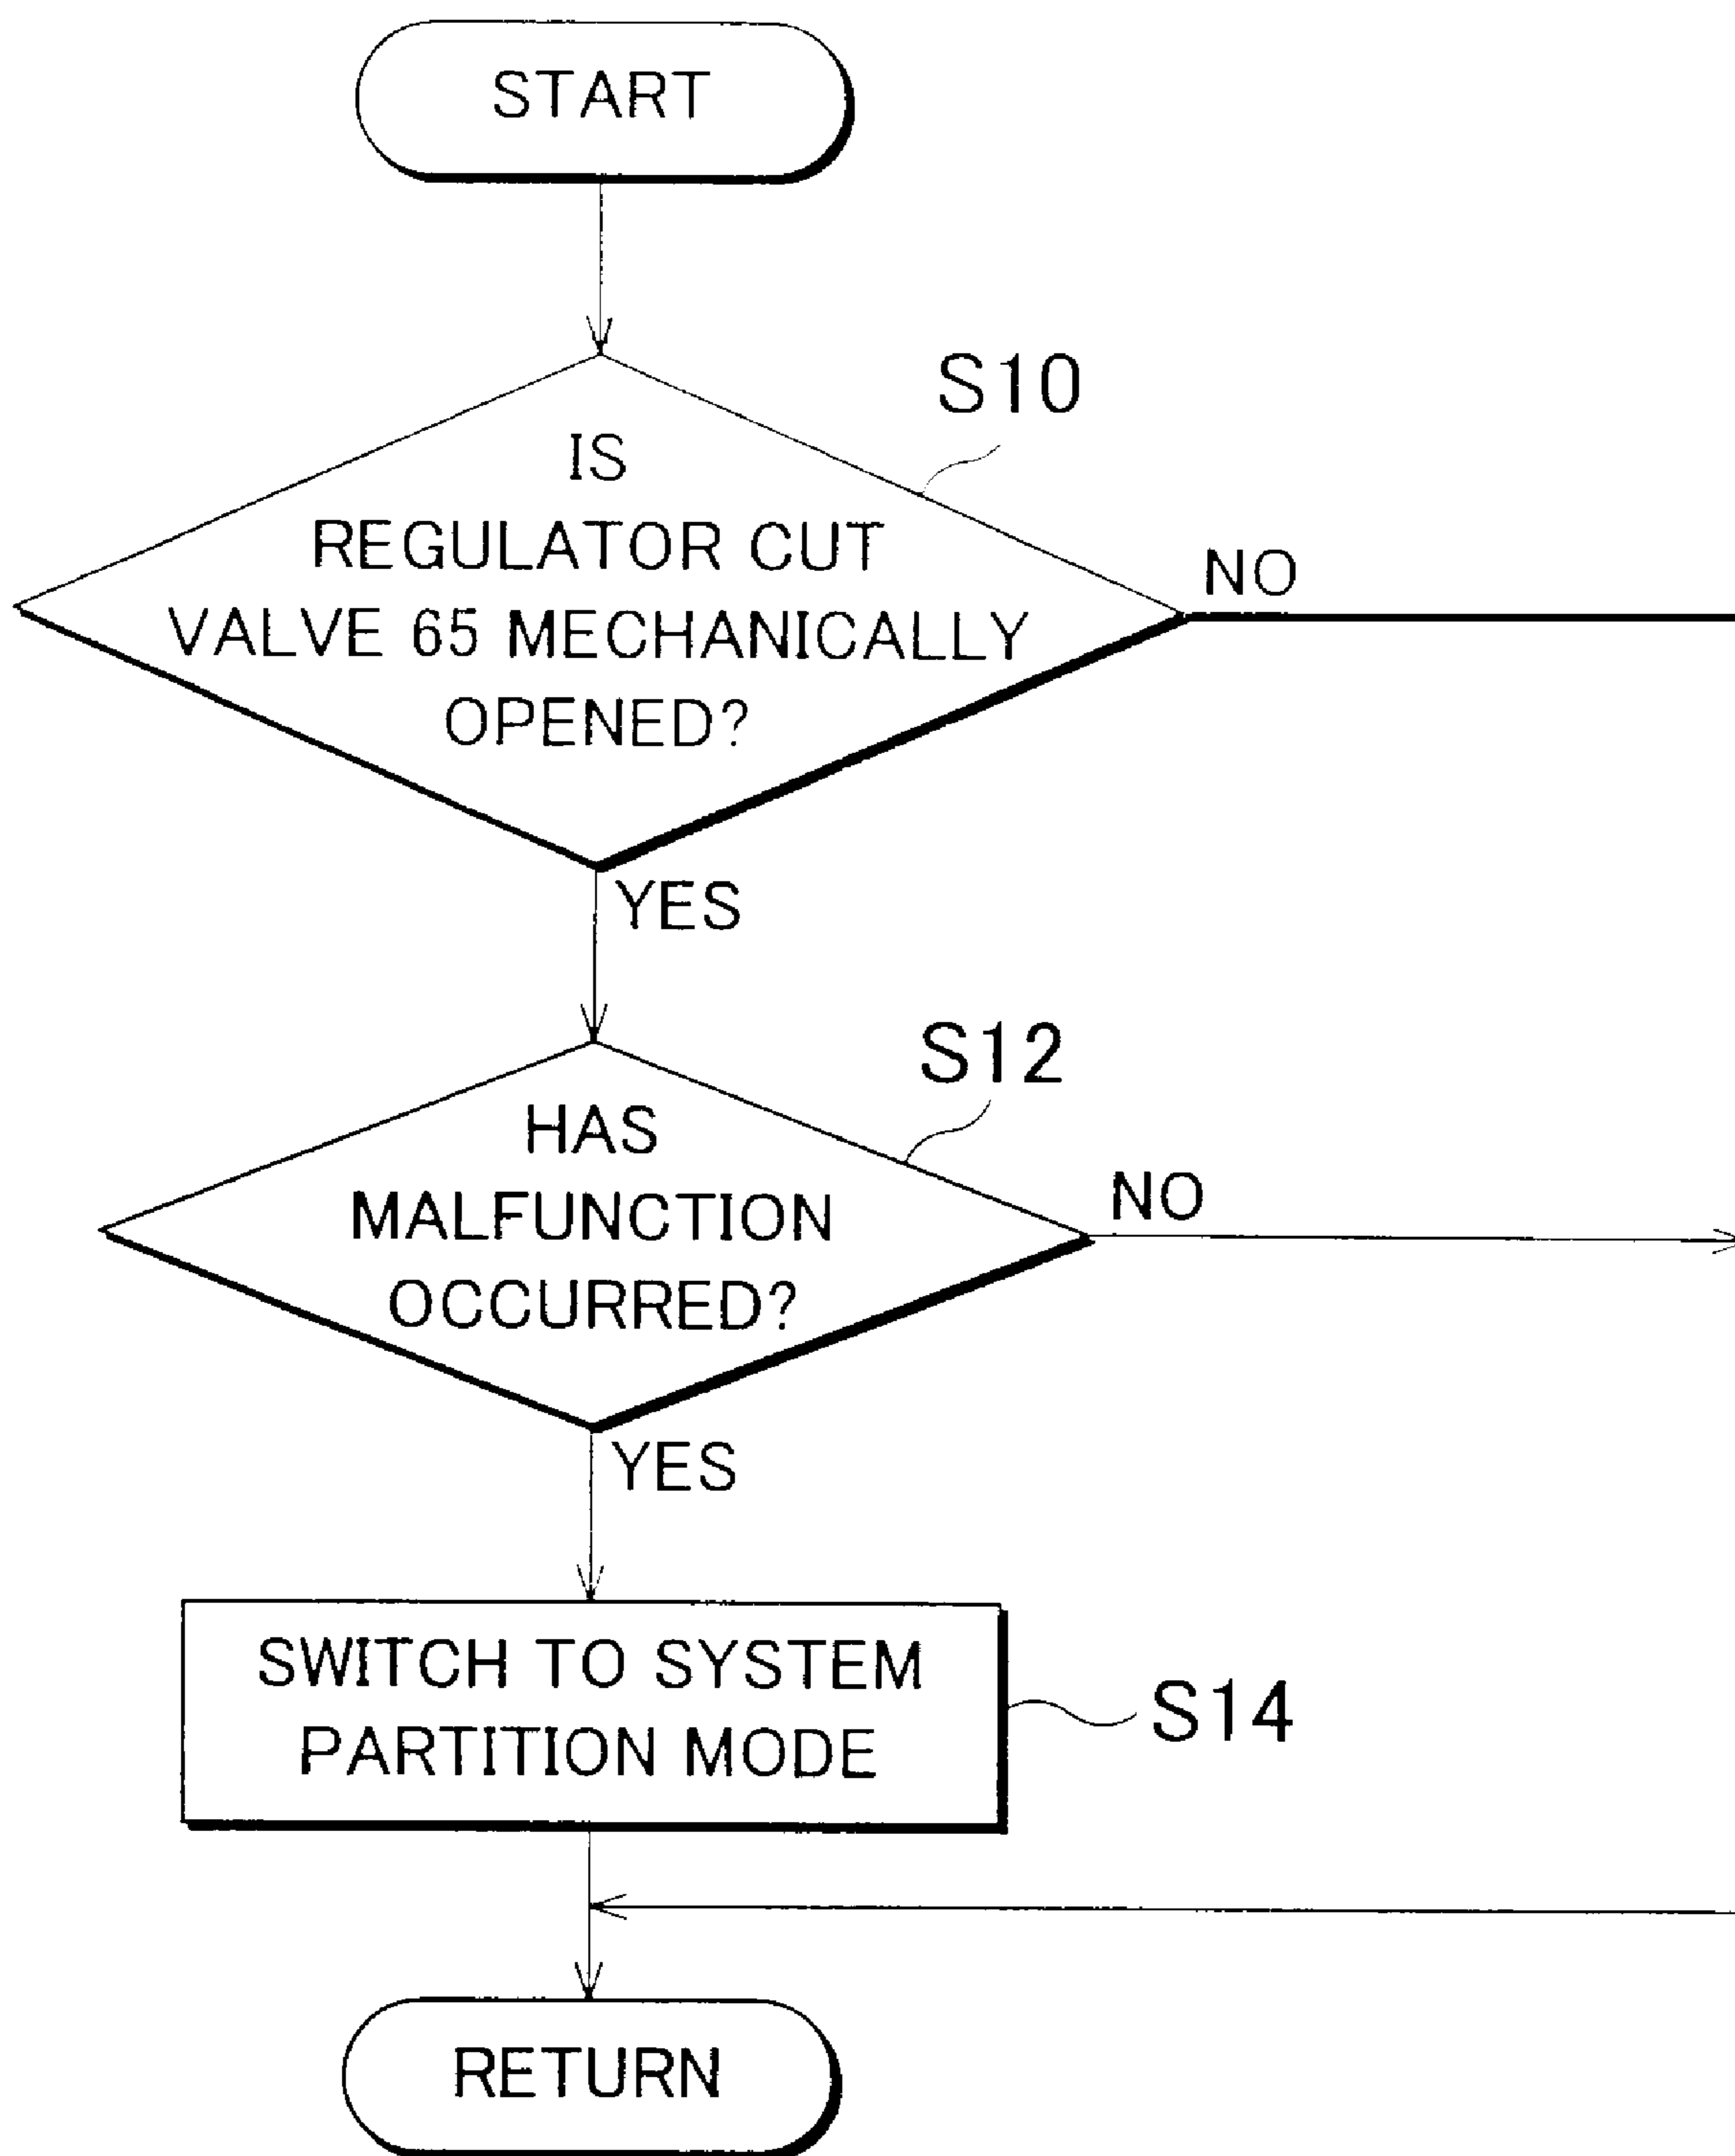 START
S10
IS
REGULATOR CUT
VALVE 65 MECHANICALLY
OPENED?
NO
YES
S12
HAS
MALFUNCTION
OCCURRED?
NO
YES
SWITCH TO SYSTEM
PARTITION MODE
S14
RETURN